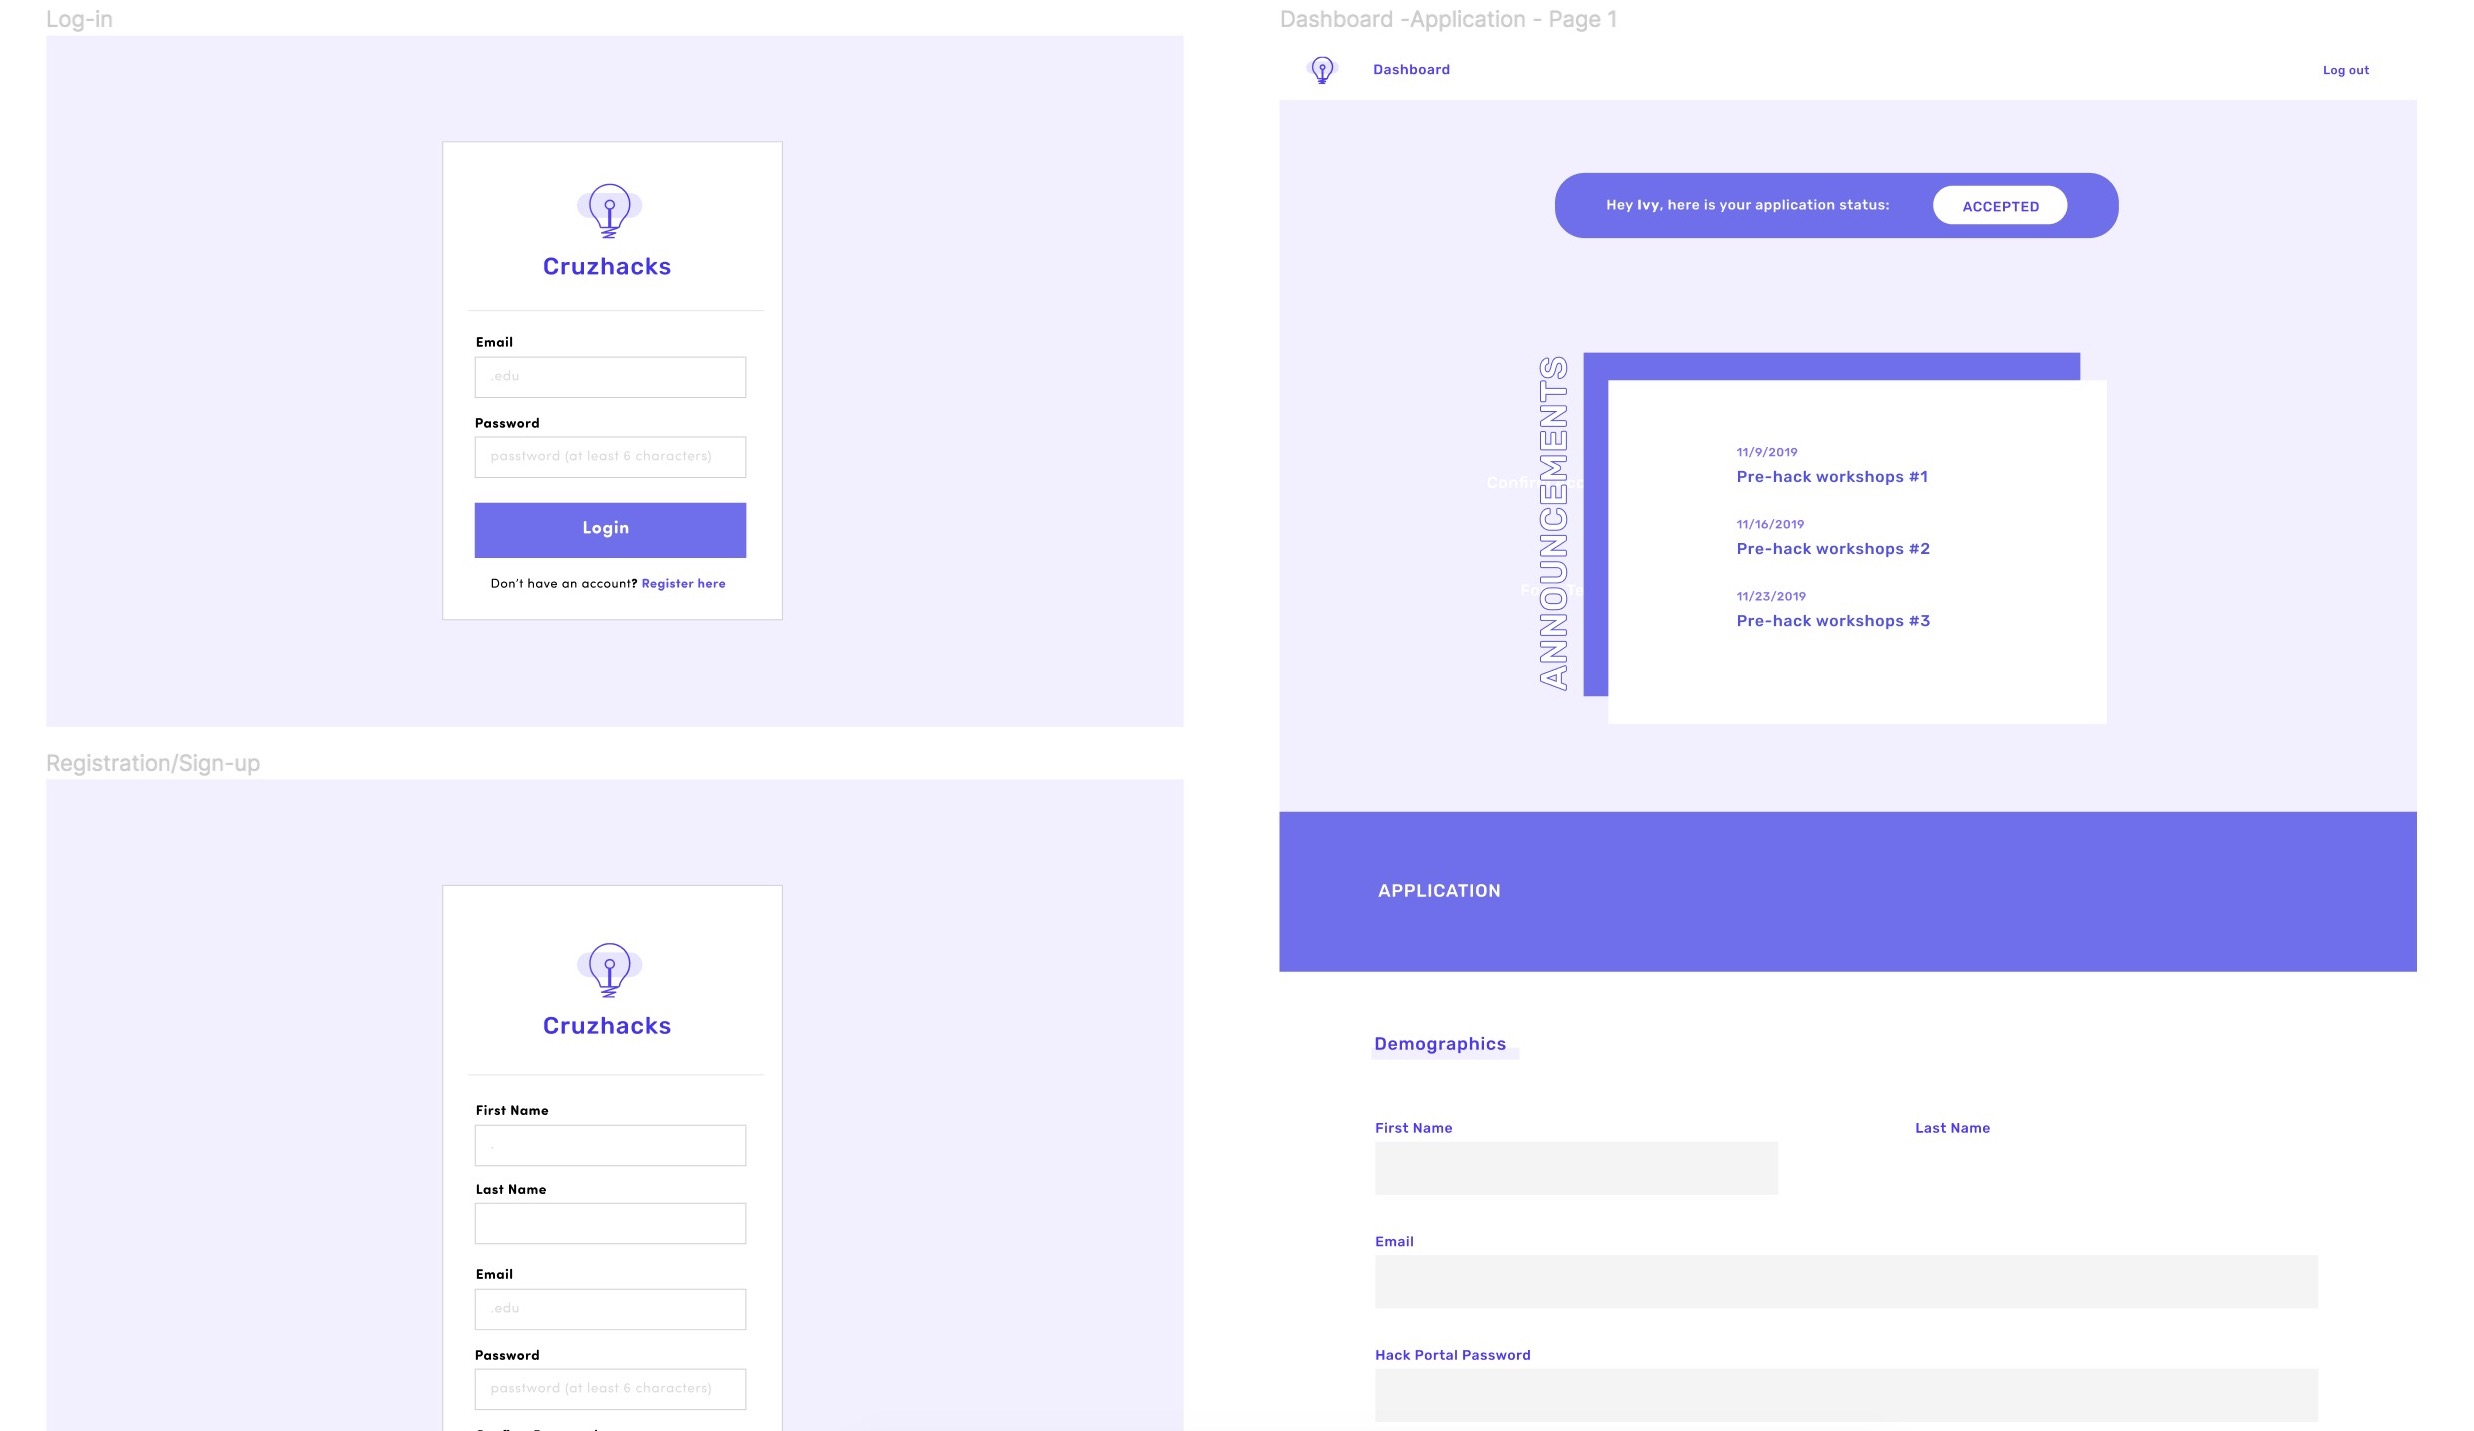 Log-in
Cruzhacks
Email
.edu
Password
password (at least 6 characters)
Login
Don't have an account? Register here
Registration/Sign-up
Cruzhacks
First Name
.
Last Name
Email
.edu
Password
password (at least 6 characters)
Dashboard -Application - Page 1
Dashboard
Log out
Hey Ivy, here is your application status:
ACCEPTED
ANNOUNCEMENTS
11/9/2019
Pre-hack workshops #1
11/16/2019
Pre-hack workshops #2
11/23/2019
Pre-hack workshops #3
APPLICATION
Demographics
First Name
Last Name
Email
Hack Portal Password